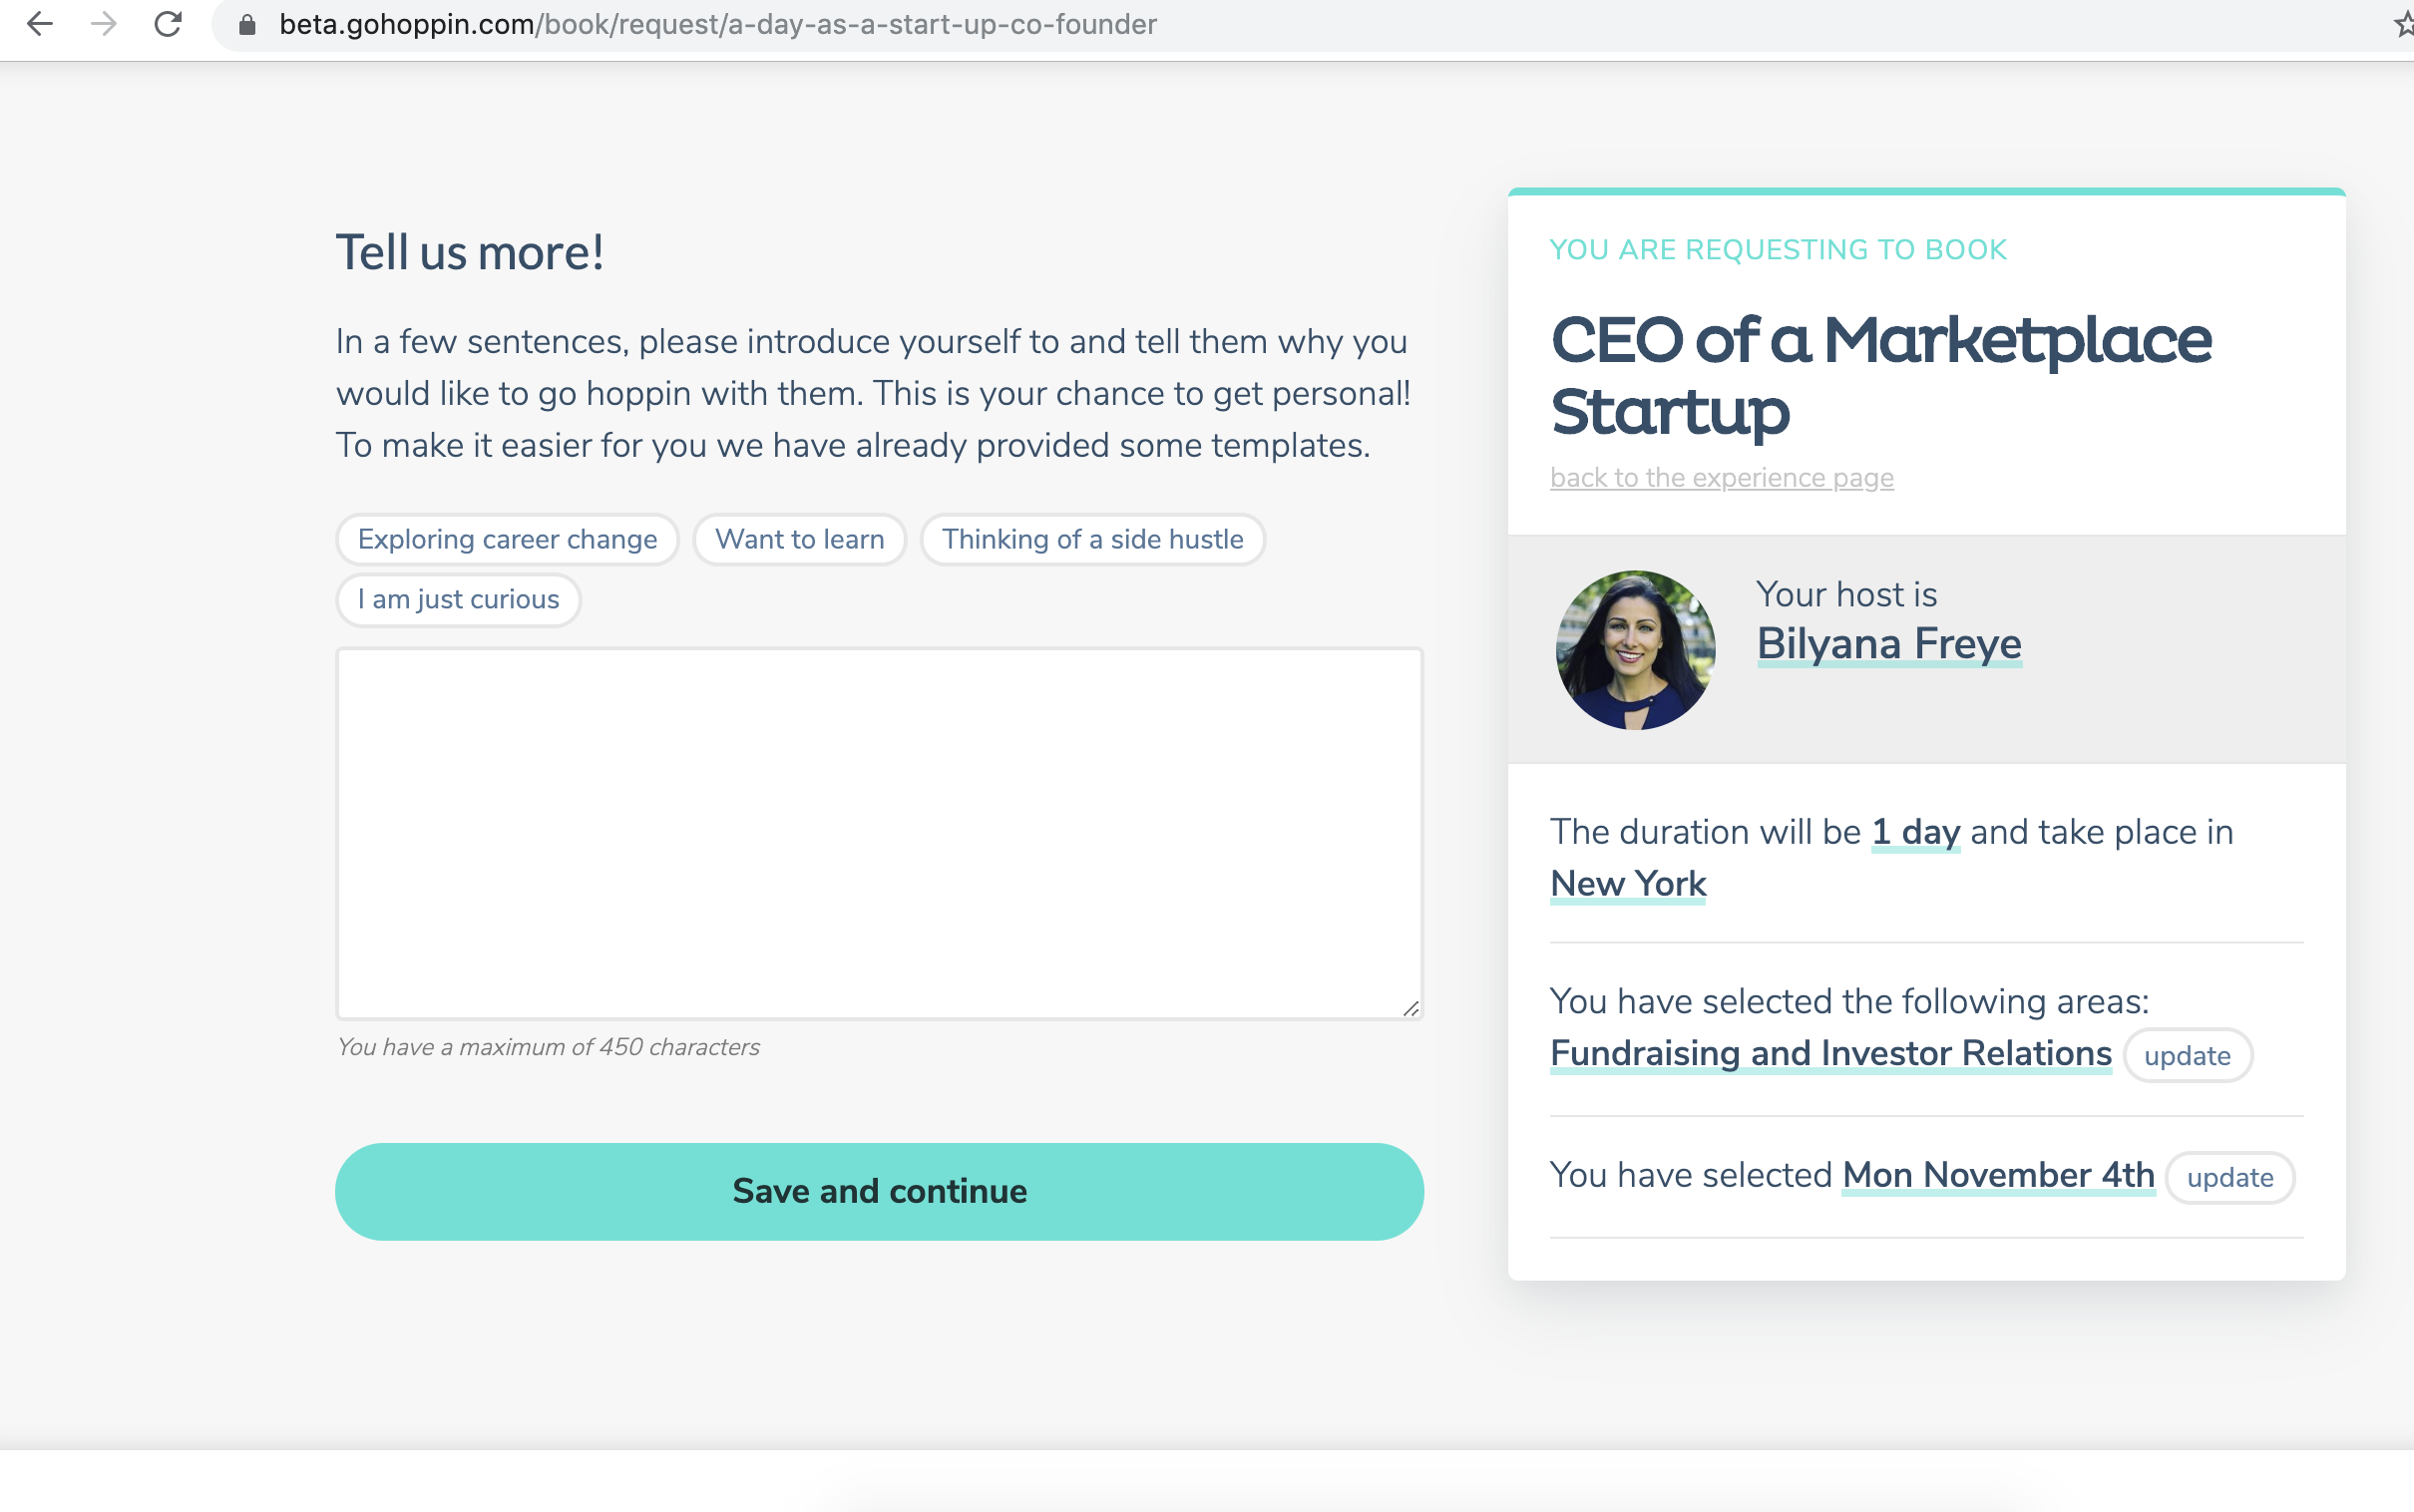 beta.gohoppin.com/book/request/a-day-as-a-start-up-co-founder
Tell us more!
In a few sentences, please introduce yourself to and tell them why you
would like to go hoppin with them. This is your chance to get personal!
To make it easier for you we have already provided some templates.
Exploring career change
Want to learn
Thinking of a side hustle
I am just curious
You have a maximum of 450 characters
Save and continue
YOU ARE REQUESTING TO BOOK
CEO of a Marketplace
Startup
back to the experience page
Your host is
Bilyana Freye
The duration will be 1 day and take place in
New York
You have selected the following areas:
Fundraising and Investor Relations update
You have selected Mon November 4th update